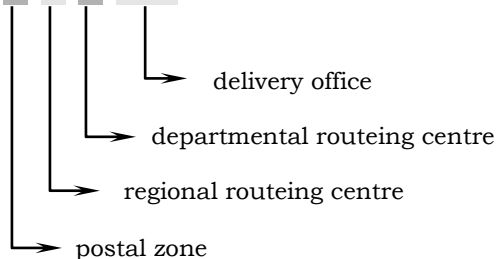 delivery office
departmental routeing centre
regional routeing centre
postal zone